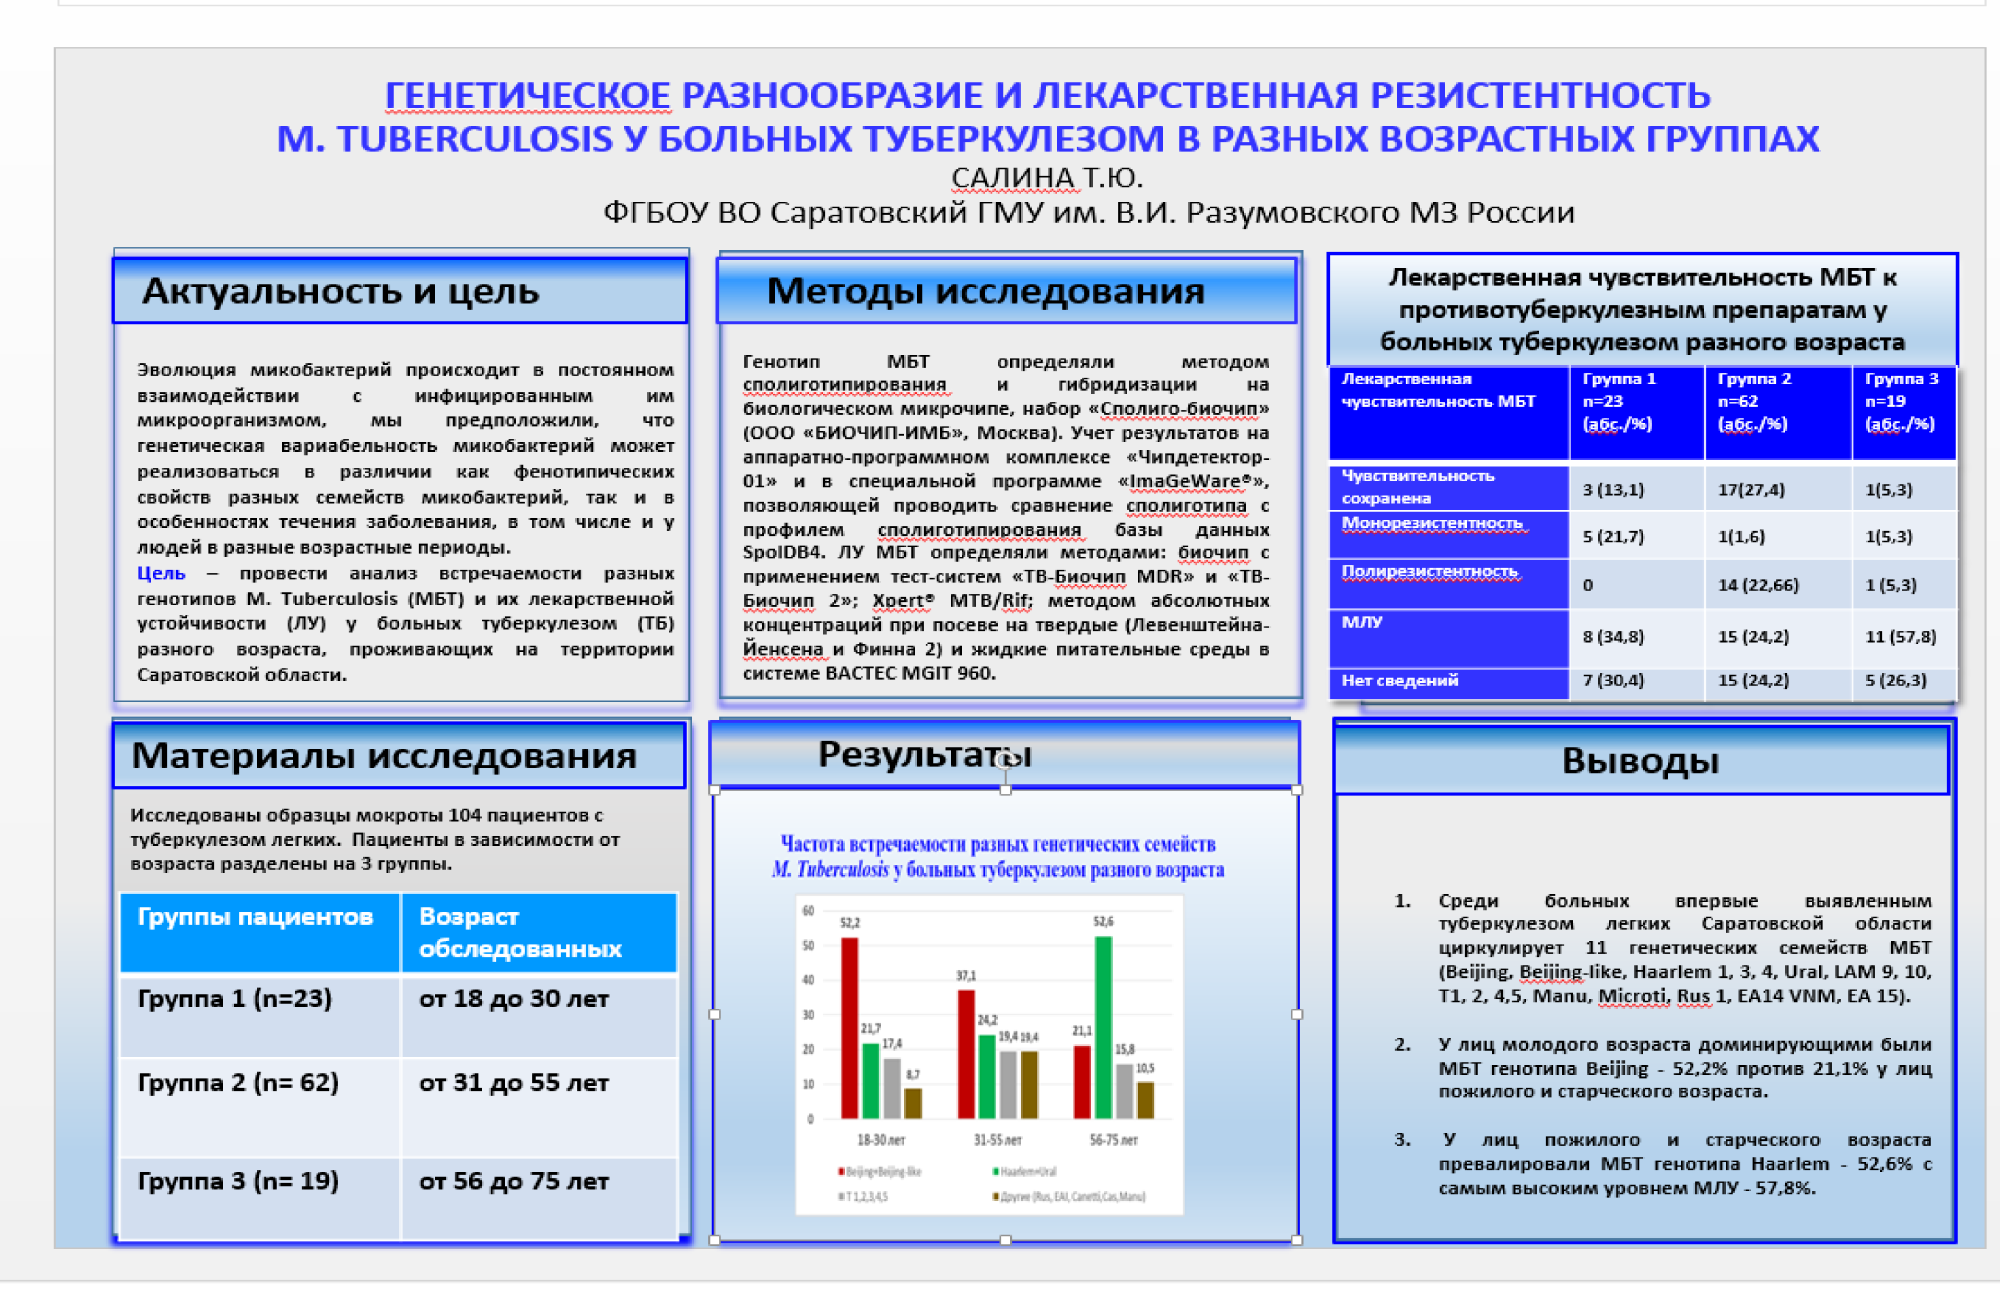 ГЕНЕТИЧЕСКОЕ РАЗНООБРАЗИЕ И ЛЕКАРСТВЕННАЯ РЕЗИСТЕНТНОСТЬ
M. TUBERCULOSIS У БОЛЬНЫХ ТУБЕРКУЛЕЗОМ В РАЗНЫХ ВОЗРАСТНЫХ ГРУППАХ
САЛИНА Т.Ю.
ФГБОУ ВО Саратовский ГМУ им. В.И. Разумовского МЗ России
Актуальность и цель
Эволюция микобактерий происходит в постоянном
взаимодействии с инфицированным им
микроорганизмом, мы предположили, что
генетическая вариабельность микобактерий может
реализоваться в различии как фенотипических
свойств разных семейств микобактерий, так и в
особенностях течения заболевания, в том числе и у
людей в разные возрастные периоды.
Цель – провести анализ встречаемости разных
генотипов M. Tuberculosis (МБТ) и их лекарственной
устойчивости (ЛУ) у больных туберкулезом (ТБ)
разного возраста, проживающих на территории
Саратовской области.
Методы исследования
Генотип МБТ определяли методом
сполиготипирования и гибридизации на
биологическом микрочипе, набор «Сполиго-биочип»
(ООО «БИОЧИП-ИМБ», Москва). Учет результатов на
аппаратно-программном комплексе «Чипдетектор-
01» и в специальной программе «ImaGeWare®»,
позволяющей проводить сравнение сполиготипа с
профилем сполиготипирования базы данных
SpolDB4. ЛУ МБТ определяли методами: биочип с
применением тест-систем «ТВ-Биочип MDR» и «ТВ-
Биочип 2»; Xpert® MTB/Rif; методом абсолютных
концентраций при посеве на твердые (Левенштейна-
Йенсена и Финна 2) и жидкие питательные среды в
системе BACTEC MGIT 960.
Лекарственная чувствительность МБТ к
противотуберкулезным препаратам у
больных туберкулезом разного возраста
Лекарственная чувствительность МБТ Группа 1 n=23 (абс./%) Группа 2 n=62 (абс./%) Группа 3 n=19 (абс./%)
Чувствительность сохранена 3 (13,1) 17(27,4) 1(5,3)
Монорезистентность 5 (21,7) 1(1,6) 1(5,3)
Полирезистентность 0 14 (22,66) 1 (5,3)
МЛУ 8 (34,8) 15 (24,2) 11 (57,8)
Нет сведений 7 (30,4) 15 (24,2) 5 (26,3)
Материалы исследования
Исследованы образцы мокроты 104 пациентов с
туберкулезом легких. Пациенты в зависимости от
возраста разделены на 3 группы.
Группы пациентов Возраст обследованных
Группа 1 (n=23) от 18 до 30 лет
Группа 2 (n= 62) от 31 до 55 лет
Группа 3 (n= 19) от 56 до 75 лет
Результаты
Частота встречаемости разных генетических семейств
M. Tuberculosis у больных туберкулезом разного возраста
60
50
40
30
20
10
0
52,2 21,7 17,4 8,7
37,1 24,2 19,4 19,4
21,1 52,6 15,8 10,5
18-30 лет 31-55 лет 56-75 лет
Beijing+Beijing-like Haarlem+Ural
T 1,2,3,4,5 Другие (Rus, EAI, Canetti,Cas,Manu)
Выводы
1. Среди больных впервые выявленным
туберкулезом легких Саратовской области
циркулирует 11 генетических семейств МБТ
(Beijing, Beijing-like, Haarlem 1, 3, 4, Ural, LAM 9, 10,
T1, 2, 4,5, Manu, Microti, Rus 1, EA14 VNM, EA 15).
2. У лиц молодого возраста доминирующими были
МБТ генотипа Beijing - 52,2% против 21,1% у лиц
пожилого и старческого возраста.
3. У лиц пожилого и старческого возраста
превалировали МБТ генотипа Haarlem - 52,6% с
самым высоким уровнем МЛУ - 57,8%.